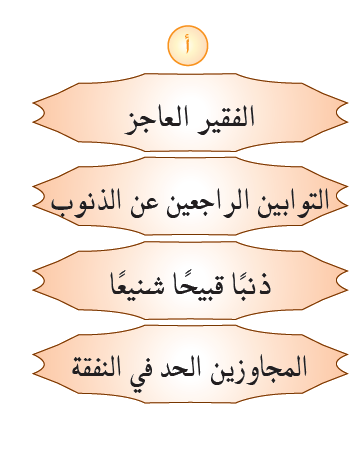 أ
الفقير العاجز
التوابين الراجعين عن الذنوب
ذنبًا قبيحًا شنيعًا
المجاوزين الحد في النفقة